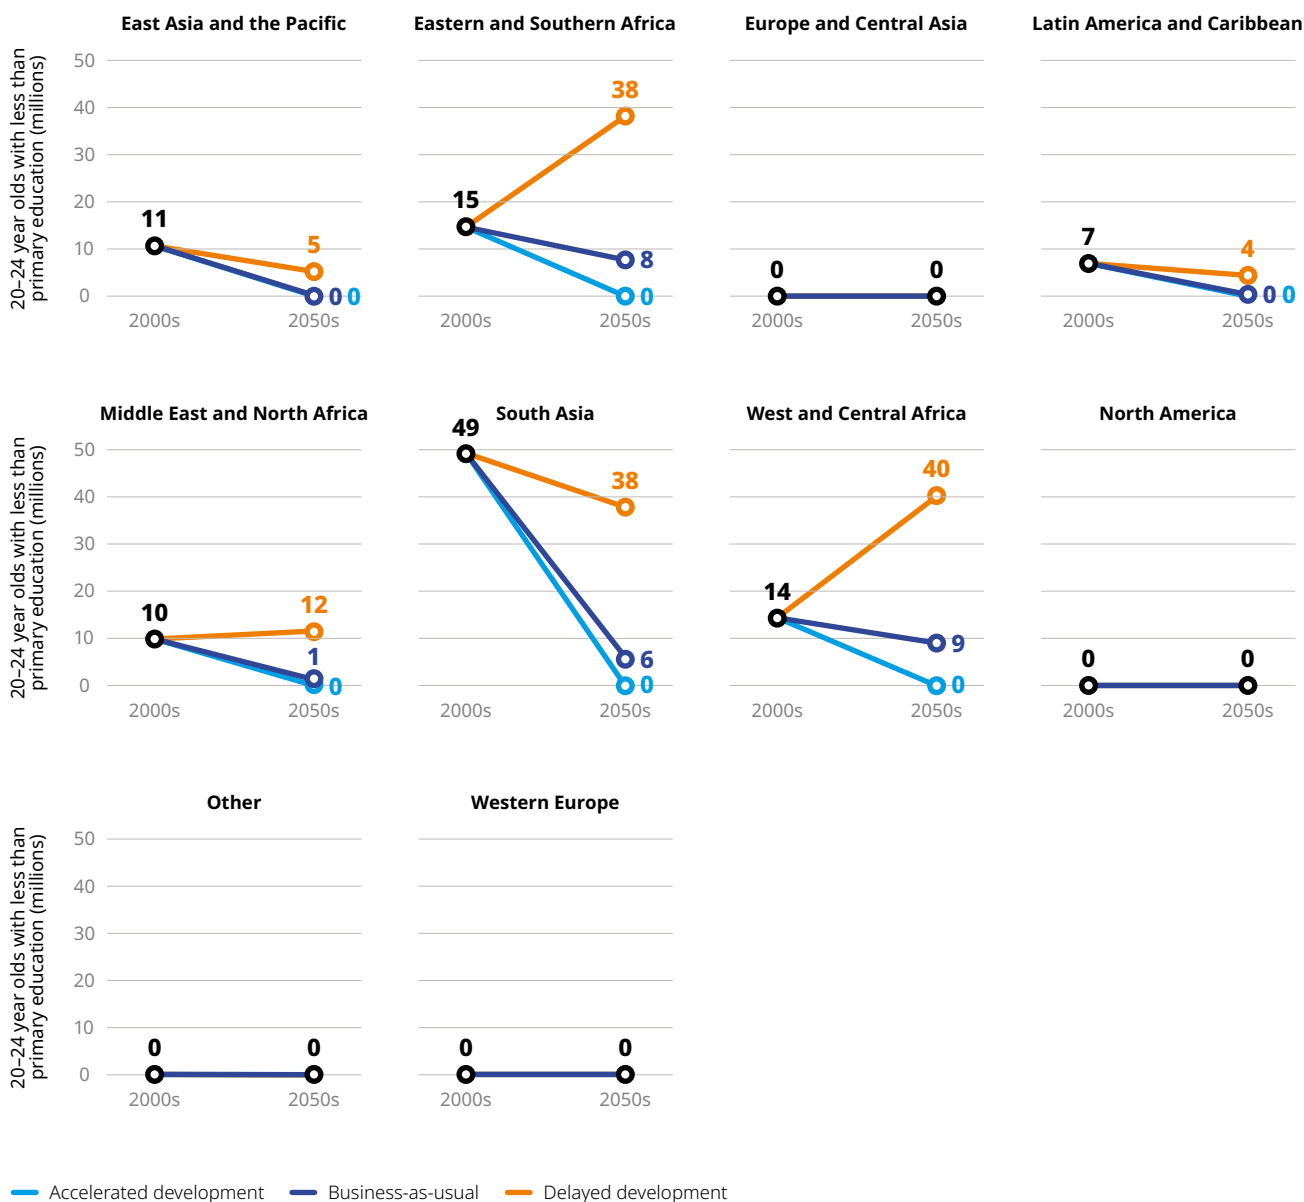 East Asia and the Pacific
Eastern and Southern Africa
Europe and Central Asia
Latin America and Caribbean
20–24 year olds with less than
primary education (millions)
50
40
30
20
10
0
11
5
0 0
2000s 2050s
15
38
8
0
2000s 2050s
0 0
2000s 2050s
7
4
0 0
2000s 2050s
Middle East and North Africa
South Asia
West and Central Africa
North America
20–24 year olds with less than
primary education (millions)
50
40
30
20
10
0
10
12
1
0
2000s 2050s
49
38
6
0
2000s 2050s
14
40
9
0
2000s 2050s
0 0
2000s 2050s
Other
Western Europe
20–24 year olds with less than
primary education (millions)
50
40
30
20
10
0
0 0
2000s 2050s
0 0
2000s 2050s
Accelerated development Business-as-usual Delayed development